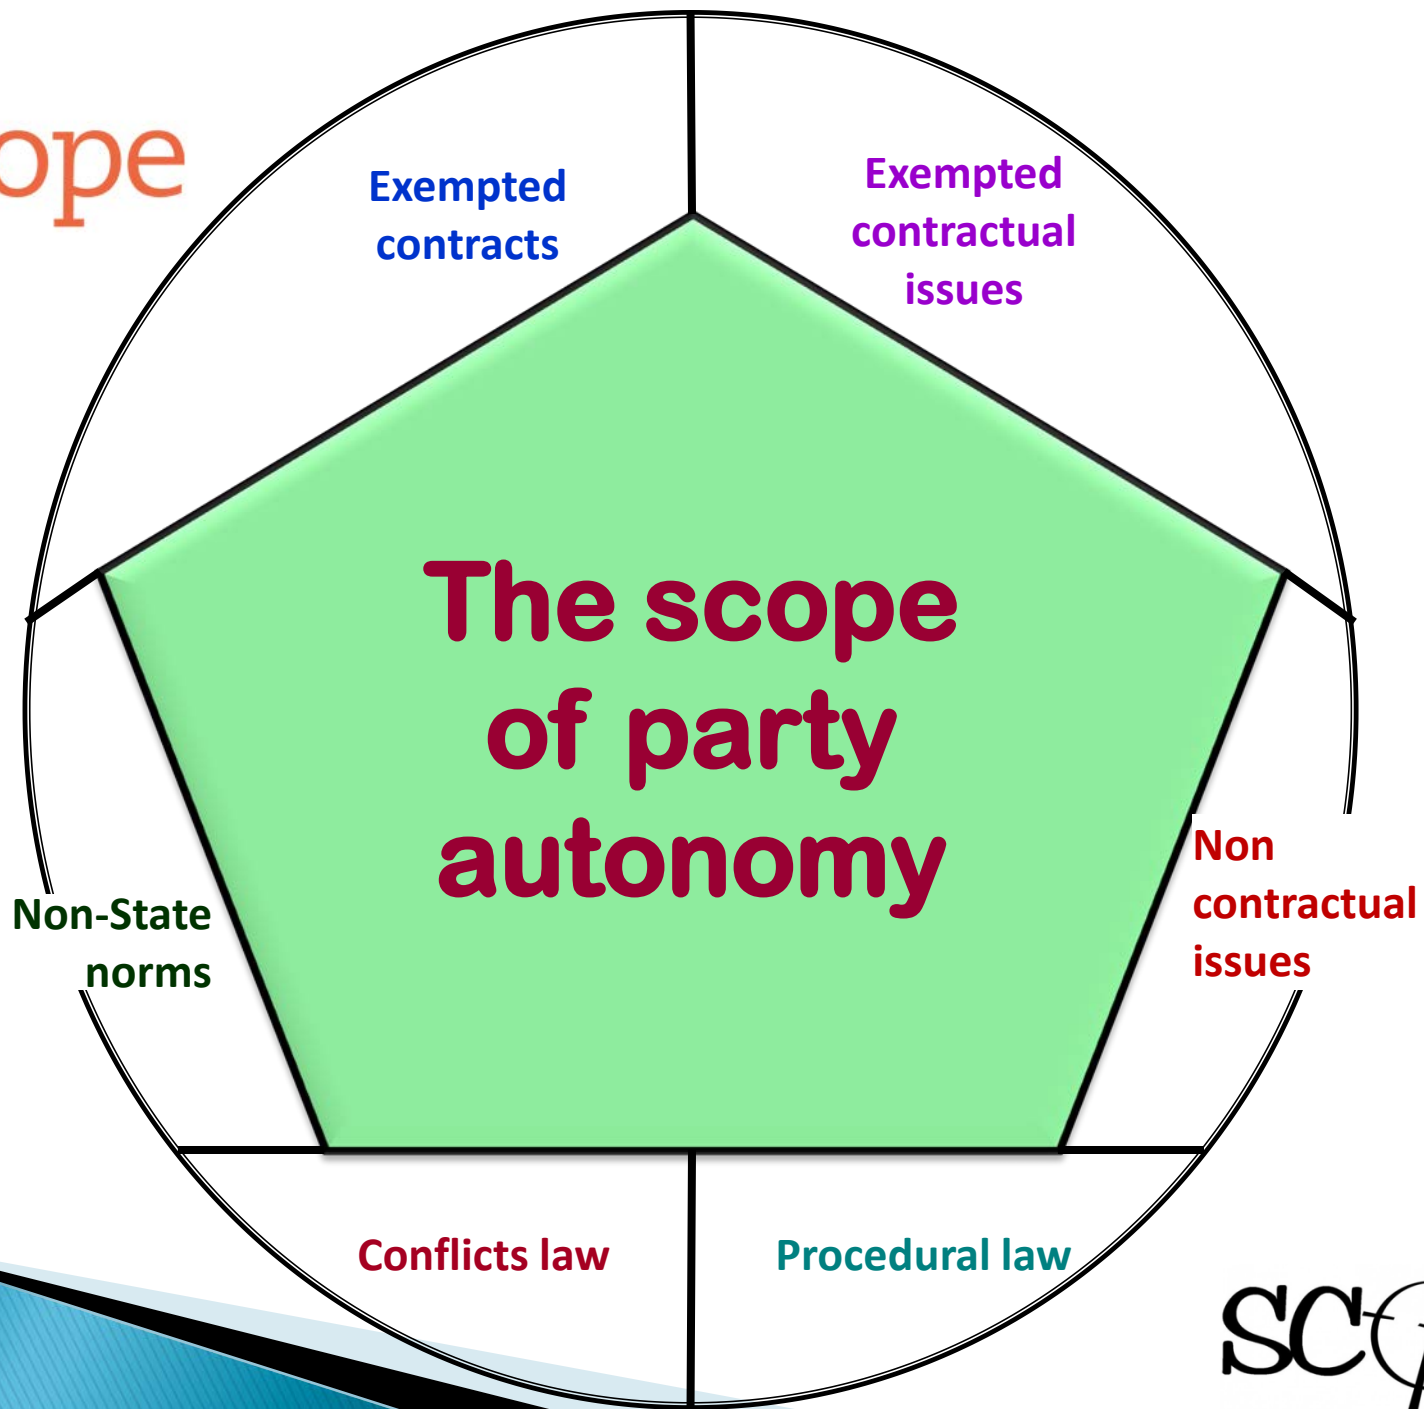 ope
Exempted
contracts
Exempted
contractual
issues
The scope
of party
autonomy
Non-State
norms
Non
contractual
issues
Conflicts law
Procedural law
SC